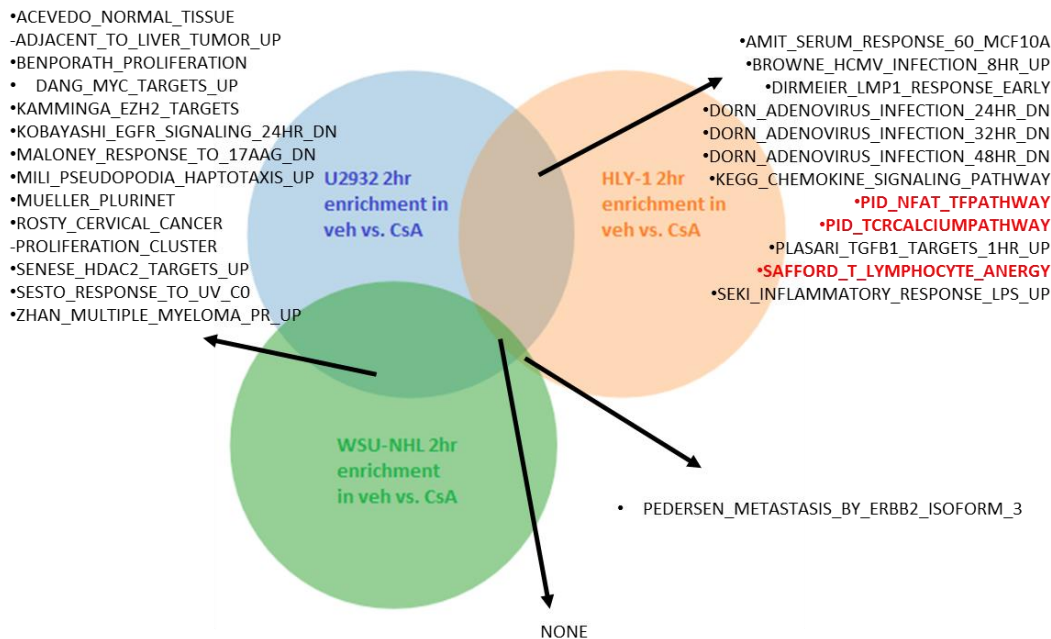 •ACEVEDO_NORMAL_TISSUE
-ADJACENT_TO_LIVER_TUMOR_UP
•BENPORATH_PROLIFERATION
• DANG_MYC_TARGETS_UP
•KAMMINGA_EZH2_TARGETS
•KOBAYASHI_EGFR_SIGNALING_24HR_DN
•MALONEY_RESPONSE_TO_17AAG_DN
•MILI_PSEUDOPODIA_HAPTOTAXIS_UP
•MUELLER_PLURINET
•ROSTY_CERVICAL_CANCER
-PROLIFERATION_CLUSTER
•SENESE_HDAC2_TARGETS_UP
•SESTO_RESPONSE_TO_UV_C0
•ZHAN_MULTIPLE_MYELOMA_PR_UP
•AMIT_SERUM_RESPONSE_60_MCF10A
•BROWNE_HCMV_INFECTION_8HR_UP
•DIRMEIER_LMP1_RESPONSE_EARLY
•DORN_ADENOVIRUS_INFECTION_24HR_DN
•DORN_ADENOVIRUS_INFECTION_32HR_DN
•DORN_ADENOVIRUS_INFECTION_48HR_DN
•KEGG_CHEMOKINE_SIGNALING_PATHWAY
•PID_NFAT_TFPATHWAY
•PID_TCRCALCIUMPATHWAY
•PLASARI_TGFB1_TARGETS_1HR_UP
•SAFFORD_T_LYMPHOCYTE_ANERGY
•SEKI_INFLAMMATORY_RESPONSE_LPS_UP
U2932 2hr
enrichment in
veh vs. CsA
HLY-1 2hr
enrichment in
veh vs. CsA
WSU-NHL 2hr
enrichment
in veh vs. CsA
• PEDERSEN_METASTASIS_BY_ERBB2_ISOFORM_3
NONE